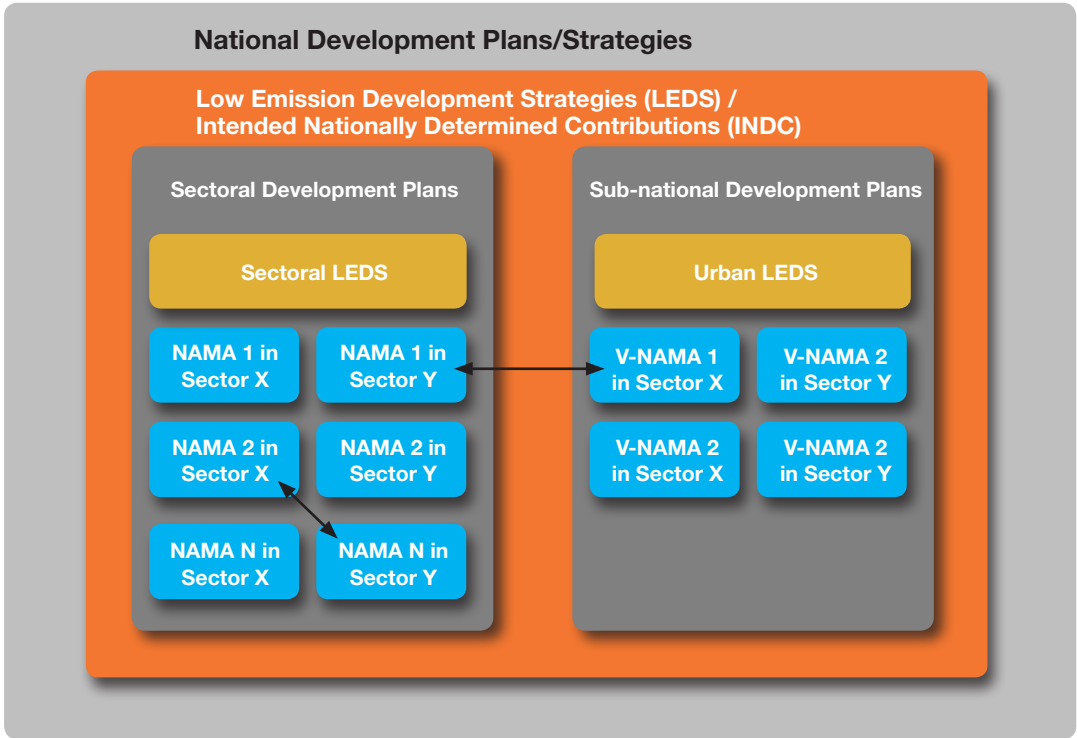 National Development Plans/Strategies
Low Emission Development Strategies (LEDS) /
Intended Nationally Determined Contributions (INDC)
Sectoral Development Plans
Sectoral LEDS
NAMA 1 in
Sector X
NAMA 1 in
Sector Y
NAMA 2 in
Sector X
NAMA 2 in
Sector Y
NAMA N in
Sector X
NAMA N in
Sector Y
Sub-national Development Plans
Urban LEDS
V-NAMA 1
in Sector X
V-NAMA 2
in Sector Y
V-NAMA 2
in Sector X
V-NAMA 2
in Sector Y